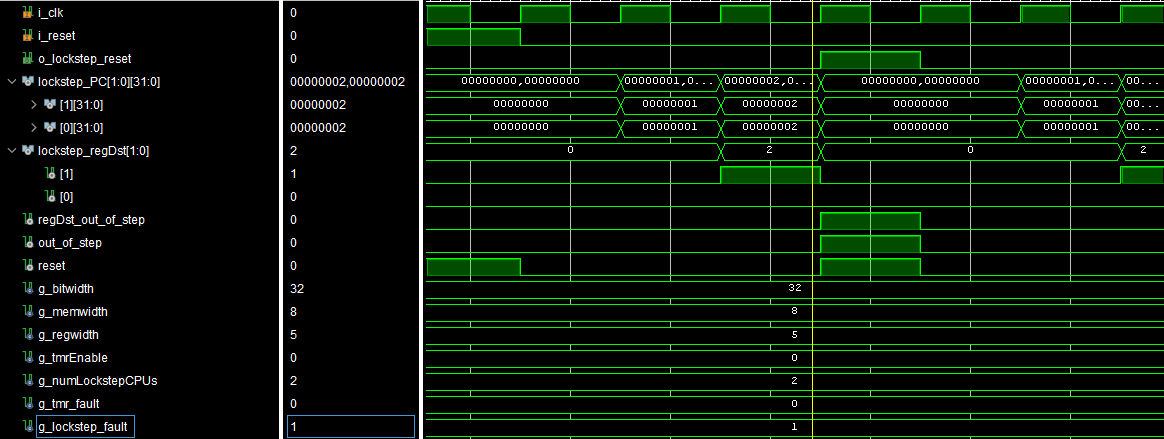 i_clk 0
i_reset 0
o_lockstep_reset 0
lockstep_PC[1:0][31:0] 00000002,00000002 00000000,00000000 00000001,0... 00000002,0... 00000000,00000000 00000001,0... 00...
[1][31:0] 00000002 00000000 00000001 00000002 00000000 00000001 00...
[0][31:0] 00000002 00000000 00000001 00000002 00000000 00000001 00...
lockstep_regDst[1:0] 2 0 2 0 2
[1] 1
[0] 0
regDst_out_of_step 0
out_of_step 0
reset 0
g_bitwidth 32 32
g_memwidth 8 8
g_regwidth 5 5
g_tmrEnable 0 0
g_numLockstepCPUs 2 2
g_tmr_fault 0 0
g_lockstep_fault 1 1